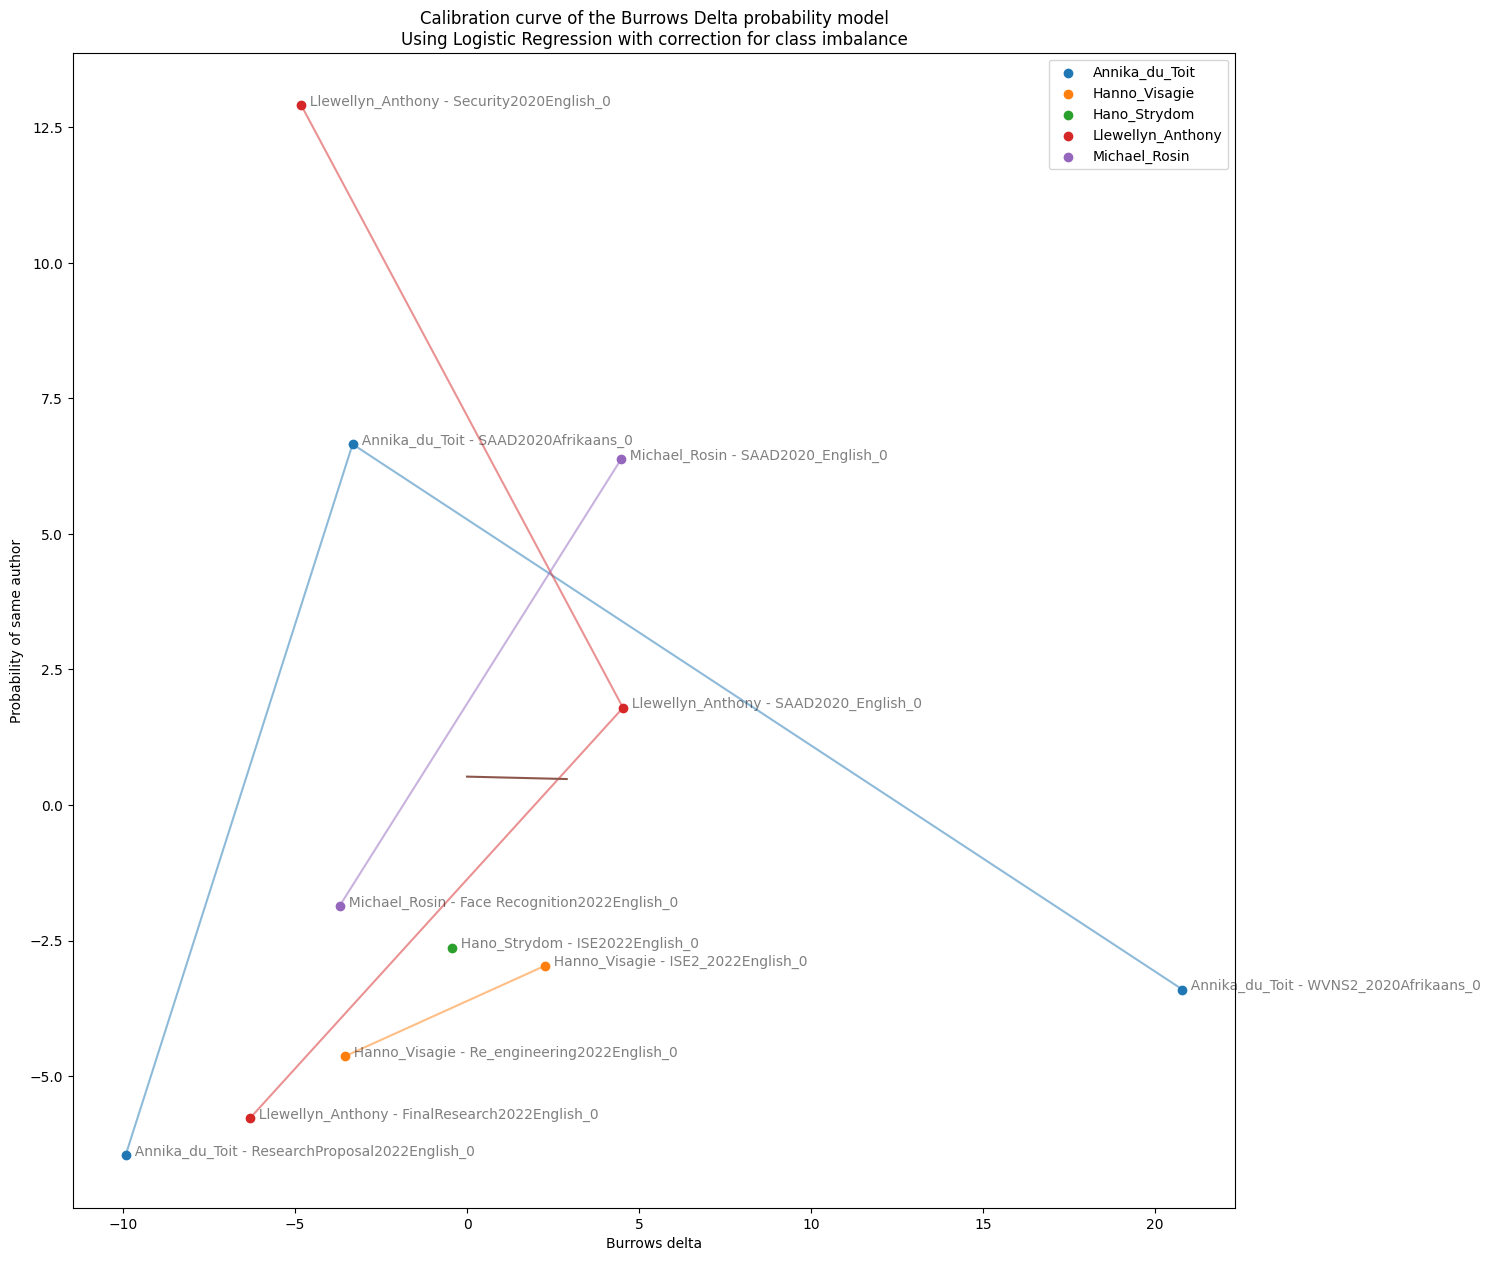 Calibration curve of the Burrows Delta probability model
Using Logistic Regression with correction for class imbalance
Annika_du_Toit
Hanno_Visagie
Hano_Strydom
Llewellyn_Anthony
Michael_Rosin
Llewellyn_Anthony - Security2020English_0
Annika_du_Toit - SAAD2020Afrikaans_0
Michael_Rosin - SAAD2020_English_0
Llewellyn_Anthony - SAAD2020_English_0
Michael_Rosin - Face Recognition2022English_0
Hano_Strydom - ISE2022English_0
Hanno_Visagie - ISE2_2022English_0
Annika_du_Toit - WVNS2_2020Afrikaans_0
Hanno_Visagie - Re_engineering2022English_0
Llewellyn_Anthony - FinalResearch2022English_0
Annika_du_Toit - ResearchProposal2022English_0
Probability of same author
12.5
10.0
7.5
5.0
2.5
0.0
−2.5
−5.0
−10
−5
0
5
10
15
20
Burrows delta